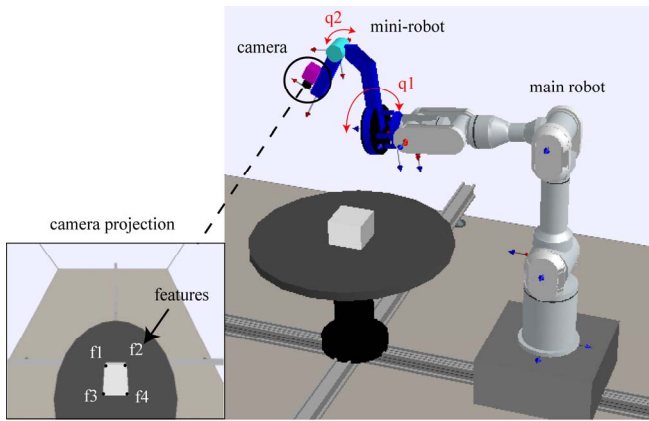 q2
mini-robot
camera
q1
main robot
camera projection
features
f1
f2
f3
f4